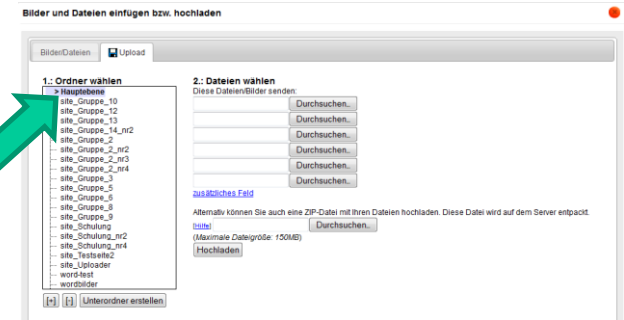 Bilder und Dateien einfügen bzw. hochladen
Bilder/Dateien
Upload
1.: Ordner wählen
> Hauptebene
site_Gruppe_10
site_Gruppe_12
site_Gruppe_13
site_Gruppe_14_nr2
site_Gruppe_2
site_Gruppe_2_nr2
site_Gruppe_2_nr3
site_Gruppe_2_nr4
site_Gruppe_3
site_Gruppe_5
site_Gruppe_6
site_Gruppe_8
site_Gruppe_9
site_Schulung
site_Schulung_nr2
site_Schulung_nr4
site_Testseite2
site_Uploader
word-test
wordbilder
[+] [-] Unterordner erstellen
2.: Dateien wählen
Diese Dateien/Bilder senden:
Durchsuchen..
Durchsuchen..
Durchsuchen..
Durchsuchen..
Durchsuchen..
Durchsuchen..
zusätzliches Feld
Alternativ können Sie auch eine ZIP-Datei mit Ihren Dateien hochladen. Diese Datei wird auf dem Server entpackt.
[Hilfe] Durchsuchen..
(Maximale Dateigröße: 150MB)
Hochladen